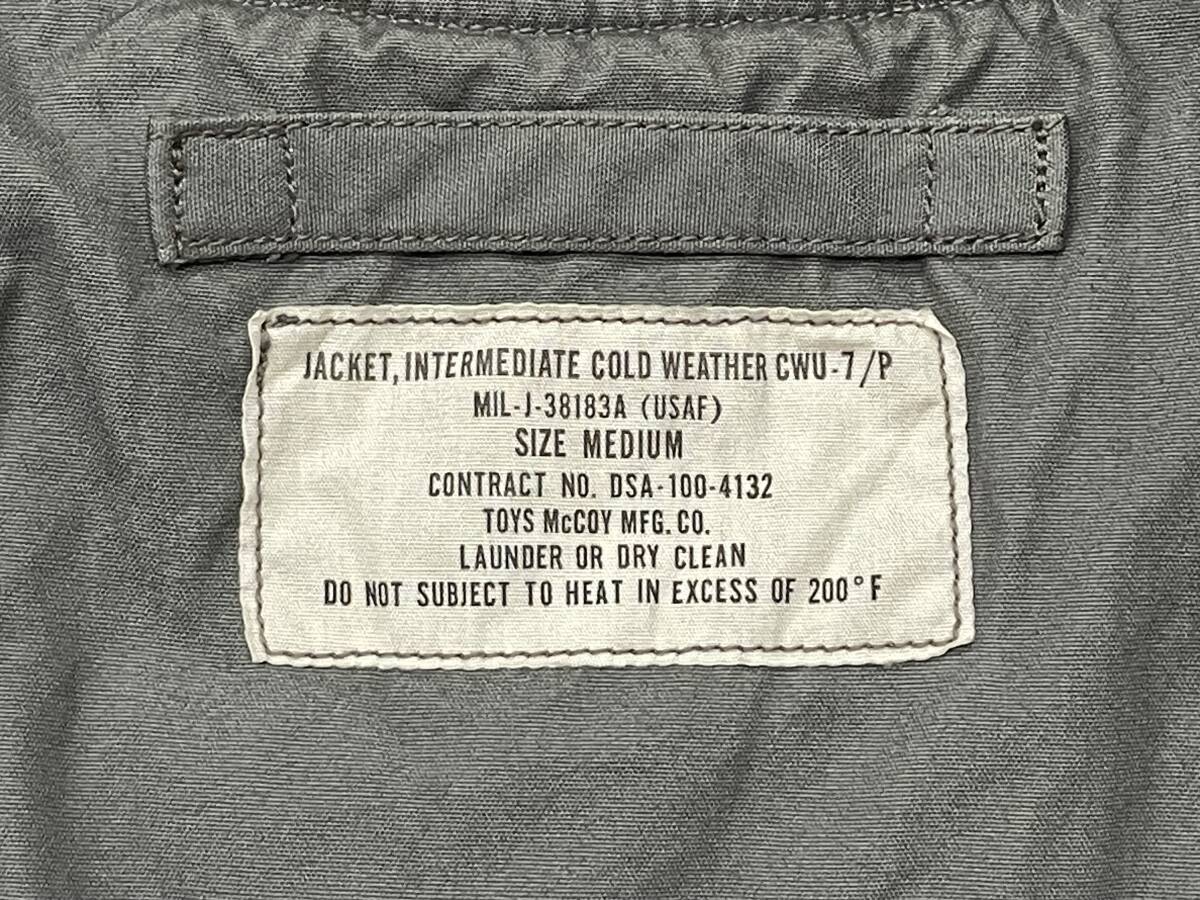 JACKET, INTERMEDIATE COLD WEATHER CWU-7/P
MIL-J-38183A (USAF)
SIZE MEDIUM
CONTRACT NO. DSA-100-4132
TOYS McCOY MFG. CO.
LAUNDER OR DRY CLEAN
DO NOT SUBJECT TO HEAT IN EXCESS OF 200°F